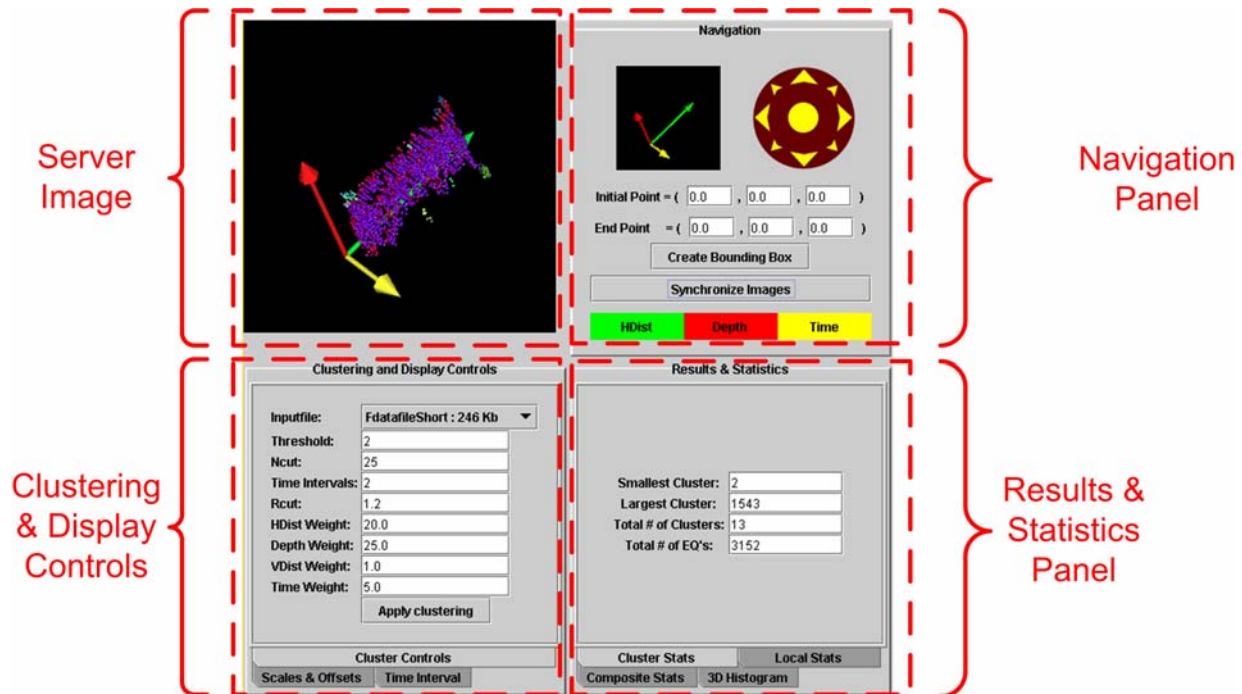 Server
Image
Navigation
Initial Point = ( 0.0 , 0.0 , 0.0 )
End Point = ( 0.0 , 0.0 , 0.0 )
Create Bounding Box
Synchronize Images
HDist Depth Time
Navigation
Panel
Clustering
& Display
Controls
Clustering and Display Controls
Inputfile: FdatafileShort : 246 Kb
Threshold: 2
Ncut: 25
Time Intervals: 2
Rcut: 1.2
HDist Weight: 20.0
Depth Weight: 25.0
VDist Weight: 1.0
Time Weight: 5.0
Apply clustering
Cluster Controls
Scales & Offsets Time Interval
Results & Statistics
Smallest Cluster: 2
Largest Cluster: 1543
Total # of Clusters: 13
Total # of EQ's: 3152
Cluster Stats Local Stats
Composite Stats 3D Histogram
Results &
Statistics
Panel